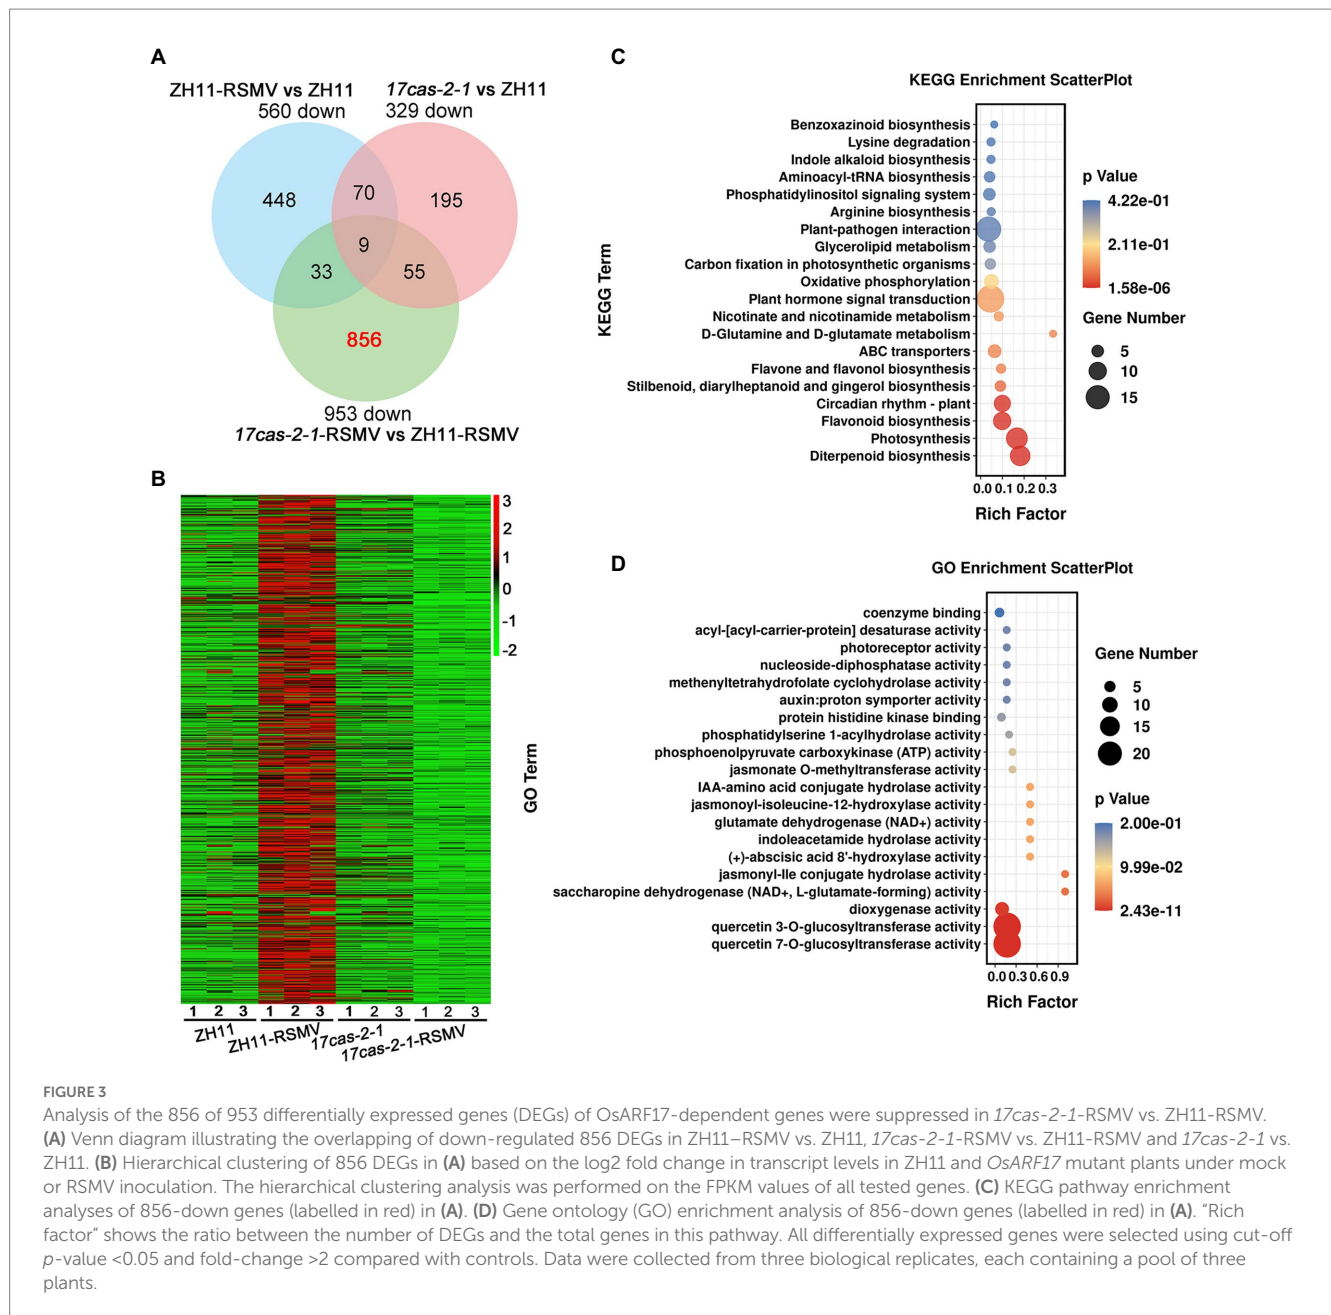 A
ZH11-RSMV vs ZH11
560 down
17cas-2-1 vs ZH11
329 down
448
70
195
9
33
55
856
953 down
17cas-2-1-RSMV vs ZH11-RSMV
B
3
2
1
0
-1
-2
1 2 3 1 2 3 1 2 3 1 2 3
ZH11
ZH11-RSMV
17cas-2-1
17cas-2-1-RSMV
C
KEGG Enrichment ScatterPlot
KEGG Term
Benzoxazinoid biosynthesis
Lysine degradation
Indole alkaloid biosynthesis
Aminoacyl-tRNA biosynthesis
Phosphatidylinositol signaling system
Arginine biosynthesis
Plant-pathogen interaction
Glycerolipid metabolism
Carbon fixation in photosynthetic organisms
Oxidative phosphorylation
Plant hormone signal transduction
Nicotinate and nicotinamide metabolism
D-Glutamine and D-glutamate metabolism
ABC transporters
Flavone and flavonol biosynthesis
Stilbenoid, diarylheptanoid and gingerol biosynthesis
Circadian rhythm - plant
Flavonoid biosynthesis
Photosynthesis
Diterpenoid biosynthesis
0.0 0.1 0.2 0.3
Rich Factor
p Value
4.22e-01
2.11e-01
1.58e-06
Gene Number
5
10
15
D
GO Enrichment ScatterPlot
GO Term
coenzyme binding
acyl-[acyl-carrier-protein] desaturase activity
photoreceptor activity
nucleoside-diphosphatase activity
methenyltetrahydrofolate cyclohydrolase activity
auxin:proton symporter activity
protein histidine kinase binding
phosphatidylserine 1-acylhydrolase activity
phosphoenolpyruvate carboxykinase (ATP) activity
jasmonate O-methyltransferase activity
IAA-amino acid conjugate hydrolase activity
jasmonoyl-isoleucine-12-hydroxylase activity
glutamate dehydrogenase (NAD+) activity
indoleacetamide hydrolase activity
(+)-abscisic acid 8'-hydroxylase activity
jasmonyl-Ile conjugate hydrolase activity
saccharopine dehydrogenase (NAD+, L-glutamate-forming) activity
dioxygenase activity
quercetin 3-O-glucosyltransferase activity
quercetin 7-O-glucosyltransferase activity
0.0 0.3 0.6 0.9
Rich Factor
Gene Number
5
10
15
20
p Value
2.00e-01
9.99e-02
2.43e-11
FIGURE 3
Analysis of the 856 of 953 differentially expressed genes (DEGs) of OsARF17-dependent genes were suppressed in 17cas-2-1-RSMV vs. ZH11-RSMV.
(A) Venn diagram illustrating the overlapping of down-regulated 856 DEGs in ZH11–RSMV vs. ZH11, 17cas-2-1-RSMV vs. ZH11-RSMV and 17cas-2-1 vs.
ZH11. (B) Hierarchical clustering of 856 DEGs in (A) based on the log2 fold change in transcript levels in ZH11 and OsARF17 mutant plants under mock
or RSMV inoculation. The hierarchical clustering analysis was performed on the FPKM values of all tested genes. (C) KEGG pathway enrichment
analyses of 856-down genes (labelled in red) in (A). (D) Gene ontology (GO) enrichment analysis of 856-down genes (labelled in red) in (A). "Rich
factor" shows the ratio between the number of DEGs and the total genes in this pathway. All differentially expressed genes were selected using cut-off
p-value <0.05 and fold-change >2 compared with controls. Data were collected from three biological replicates, each containing a pool of three
plants.